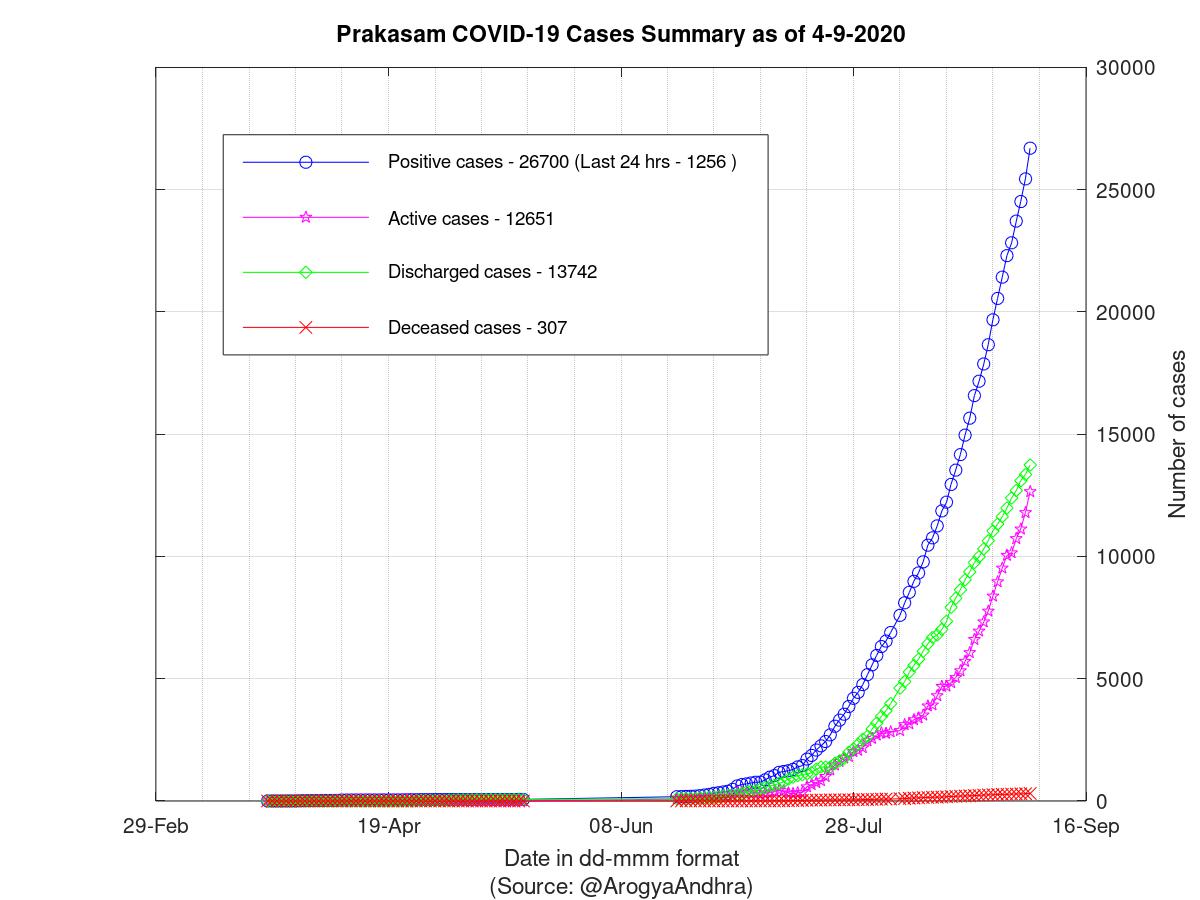 Prakasam COVID-19 Cases Summary as of 4-9-2020
30000
Positive cases - 26700 (Last 24 hrs - 1256 )
25000
Active cases - 12651
Discharged cases - 13742
20000
Deceased cases - 307
15000
Number of cases
10000
5000
0
29-Feb
19-Apr
08-Jun
28-Jul
16-Sep
Date in dd-mmm format
(Source: @ArogyaAndhra)